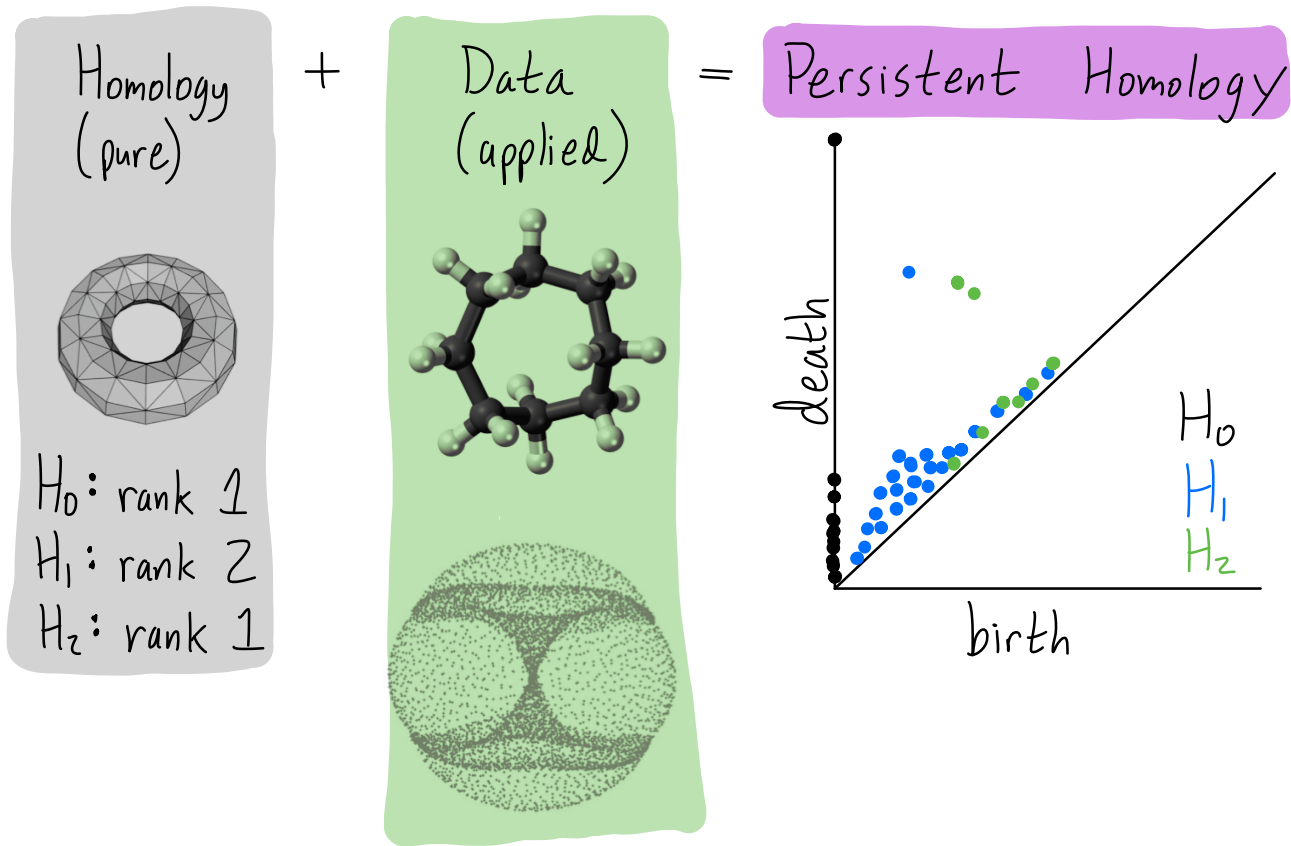 Homology
(pure)
+
Data
(applied)
=
Persistent Homology
H₀: rank 1
H₁: rank 2
H₂: rank 1
death
birth
H₀
H₁
H₂